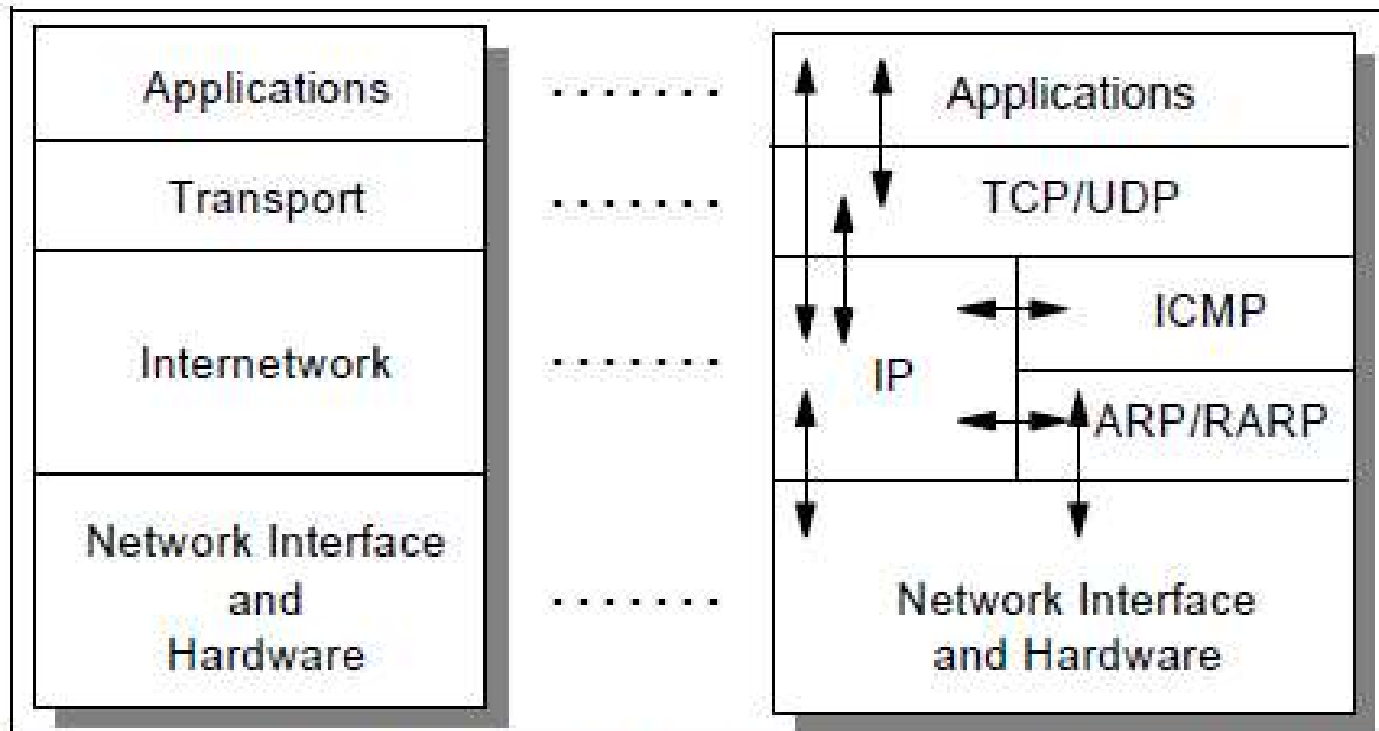 Applications
Transport
Internetwork
Network Interface
and
Hardware
Applications
TCP/UDP
ICMP
IP
ARP/RARP
Network Interface
and Hardware